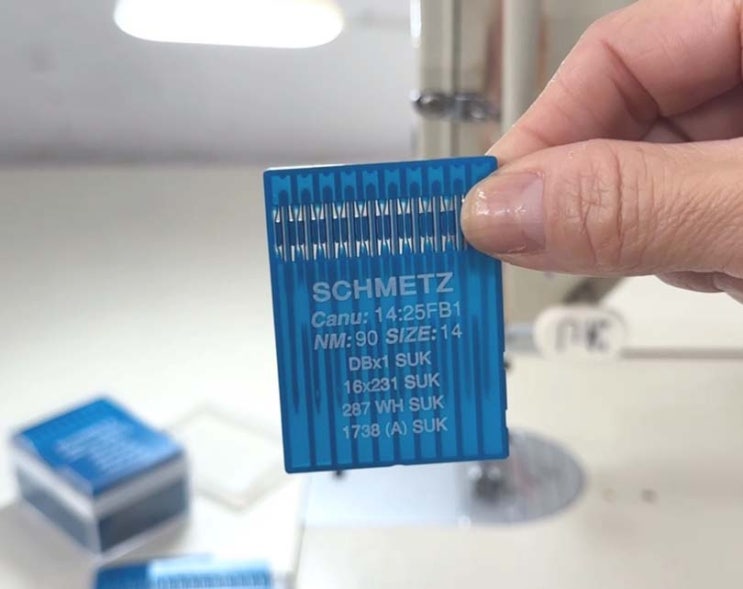 SCHMETZ
Canu: 14:25FB1
NM: 90 SIZE: 14
DBx1 SUK
16x231 SUK
287 WH SUK
1738 (A) SUK